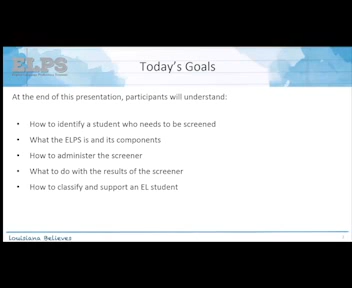 ELPS
Today's Goals
At the end of this presentation, participants will understand:
• How to identify a student who needs to be screened
• What the ELPS is and its components
• How to administer the screener
• What to do with the results of the screener
• How to classify and support an EL student
Louisiana Believes